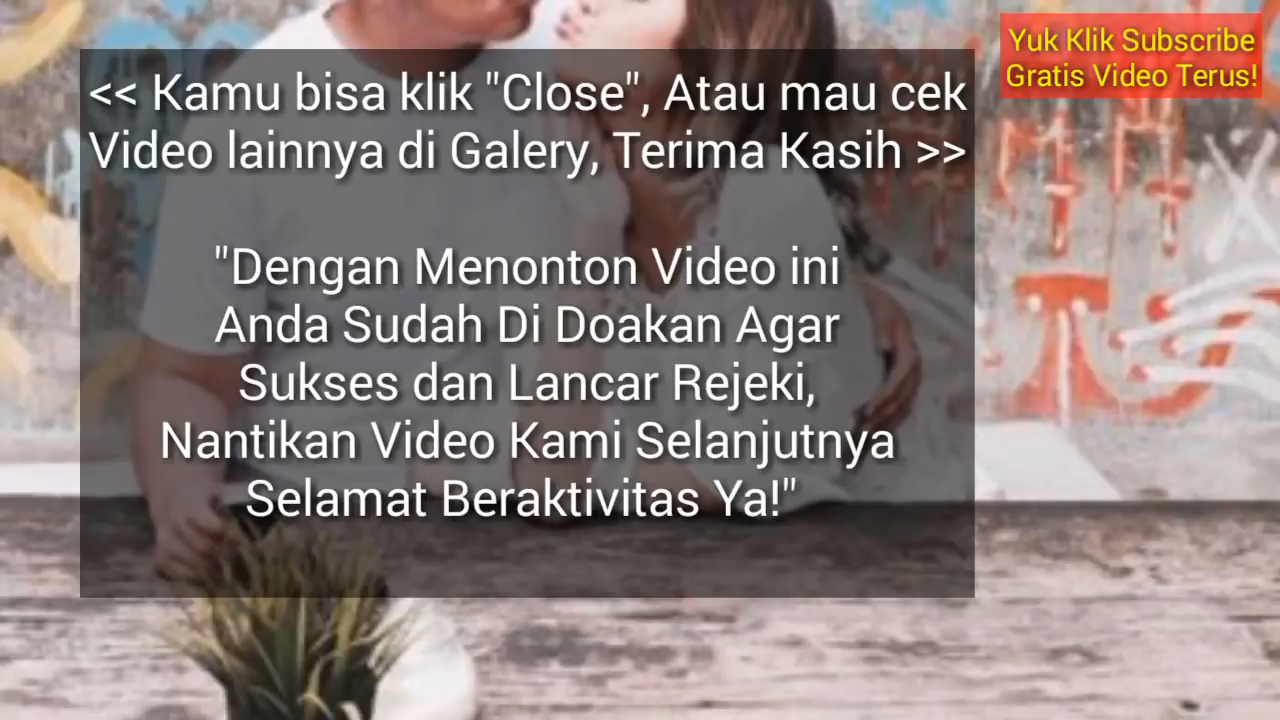 Yuk Klik Subscribe
Gratis Video Terus!
<< Kamu bisa klik "Close", Atau mau cek
Video lainnya di Galery, Terima Kasih >>
"Dengan Menonton Video ini
Anda Sudah Di Doakan Agar
Sukses dan Lancar Rejeki,
Nantikan Video Kami Selanjutnya
Selamat Beraktivitas Ya!"